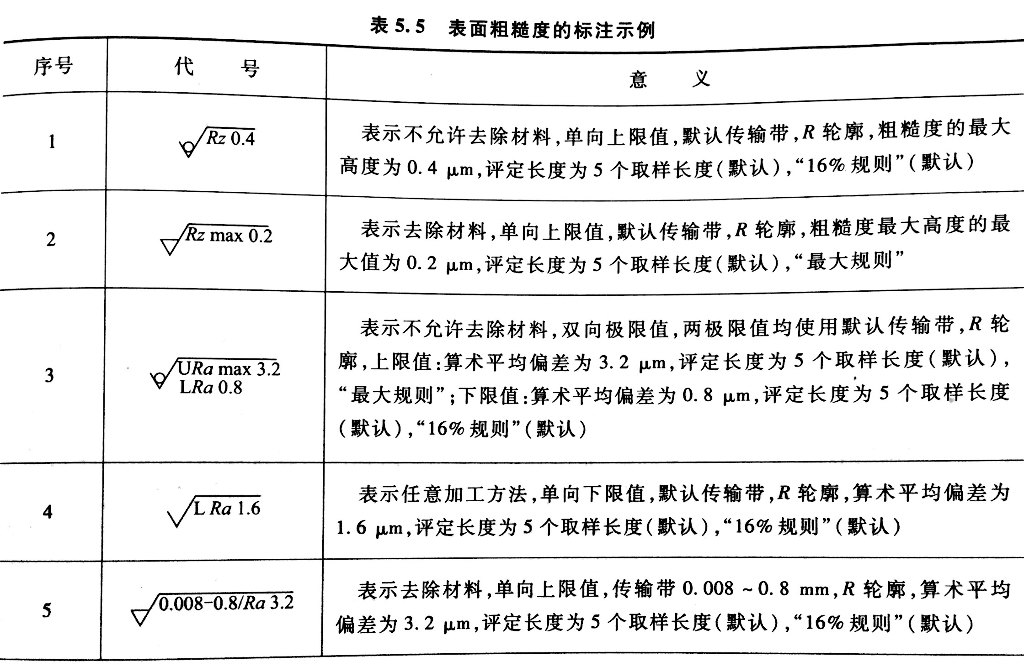 表5.5 表面粗糙度的标注示例
序号 代 号 意 义
1 Rz 0.4 表示不允许去除材料,单向上限值,默认传输带,R 轮廓,粗糙度的最大
高度为 0.4 μm,评定长度为 5 个取样长度(默认),“16% 规则”(默认)
2 Rz max 0.2 表示去除材料,单向上限值,默认传输带,R 轮廓,粗糙度最大高度的最
大值为 0.2 μm,评定长度为 5 个取样长度(默认),“最大规则”
3 URa max 3.2
LRa 0.8
表示不允许去除材料,双向极限值,两极限值均使用默认传输带,R 轮
廓,上限值:算术平均偏差为 3.2 μm,评定长度为 5 个取样长度(默认),
“最大规则”;下限值:算术平均偏差为 0.8 μm,评定长度为 5 个取样长度
(默认),“16% 规则”(默认)
4 L Ra 1.6 表示任意加工方法,单向下限值,默认传输带,R 轮廓,算术平均偏差为
1.6 μm,评定长度为 5 个取样长度(默认),“16% 规则”(默认)
5 0.008-0.8/Ra 3.2 表示去除材料,单向上限值,传输带 0.008 ~ 0.8 mm,R 轮廓,算术平均
偏差为 3.2 μm,评定长度为 5 个取样长度(默认),“16% 规则”(默认)